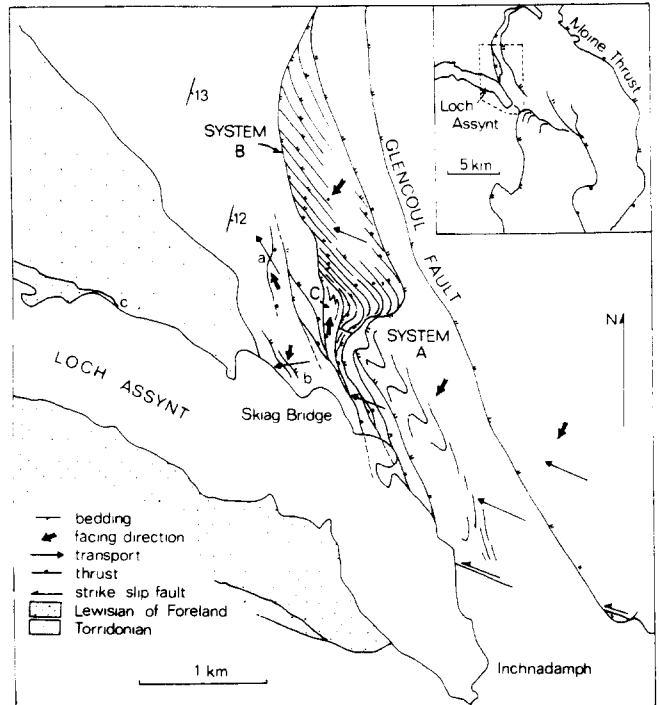 Moine Thrust
Loch
Assynt
5 km
13
SYSTEM
B
GLENCOUL FAULT
12
a
C
c
N
SYSTEM
A
b
LOCH ASSYNT
Skiag Bridge
bedding
facing direction
transport
thrust
strike slip fault
Lewisian of Foreland
Torridonian
1 km
Inchnadamph